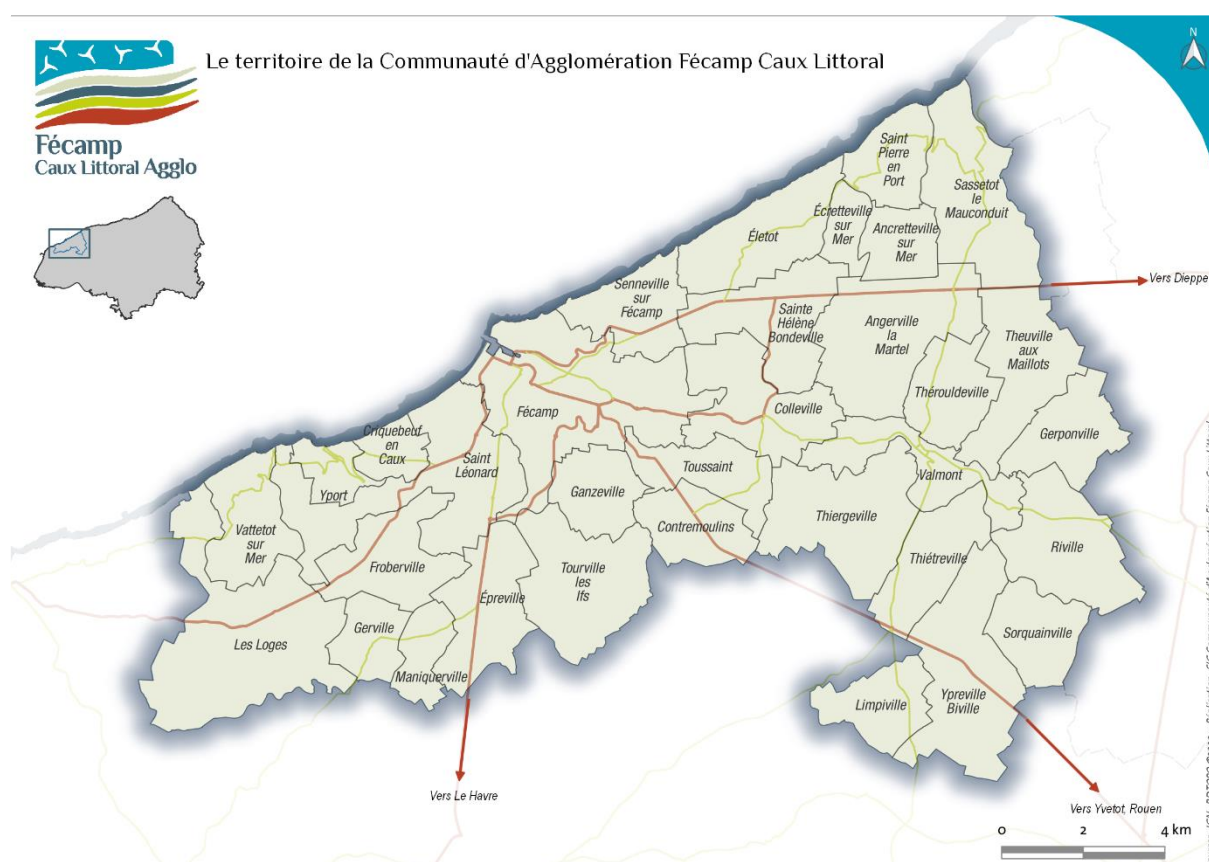 Le territoire de la Communauté d'Agglomération Fécamp Caux Littoral
N
Fécamp
Caux Littoral Agglo
Saint
Pierre
en
Port
Sassetot
le
Mauconduit
Écretteville
sur
Mer
Ancretteville
sur
Mer
Életot
Vers Dieppe
Senneville
sur
Fécamp
Sainte
Hélène
Bondeville
Angerville
la
Martel
Theuville
aux
Maillots
Thérouldeville
Colleville
Fécamp
Gerponville
Criquebeuf
en
Caux
Saint
Léonard
Toussaint
Valmont
Yport
Ganzeville
Contremoulins
Thiergeville
Vattetot
sur
Mer
Riville
Froberville
Tourville
les
Ifs
Thiétreville
Épreville
Gerville
Sorquainville
Les Loges
Maniquerville
Limpiville
Ypreville
Biville
Vers Le Havre
Vers Yvetot, Rouen
0 2 4 km